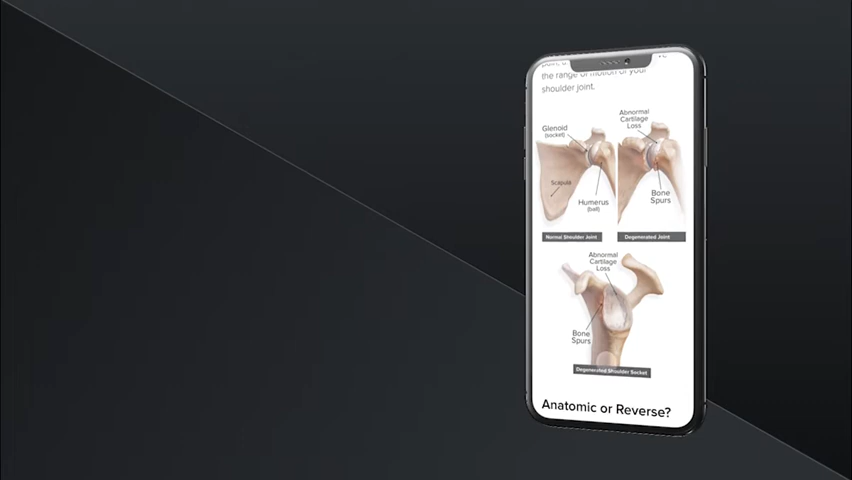 the range of motion of your
shoulder joint.
Glenoid
(socket)
Scapula
Humerus
(ball)
Normal Shoulder Joint
Abnormal
Cartilage
Loss
Bone
Spurs
Degenerated Joint
Abnormal
Cartilage
Loss
Bone
Spurs
Degenerated Shoulder Socket
Anatomic or Reverse?